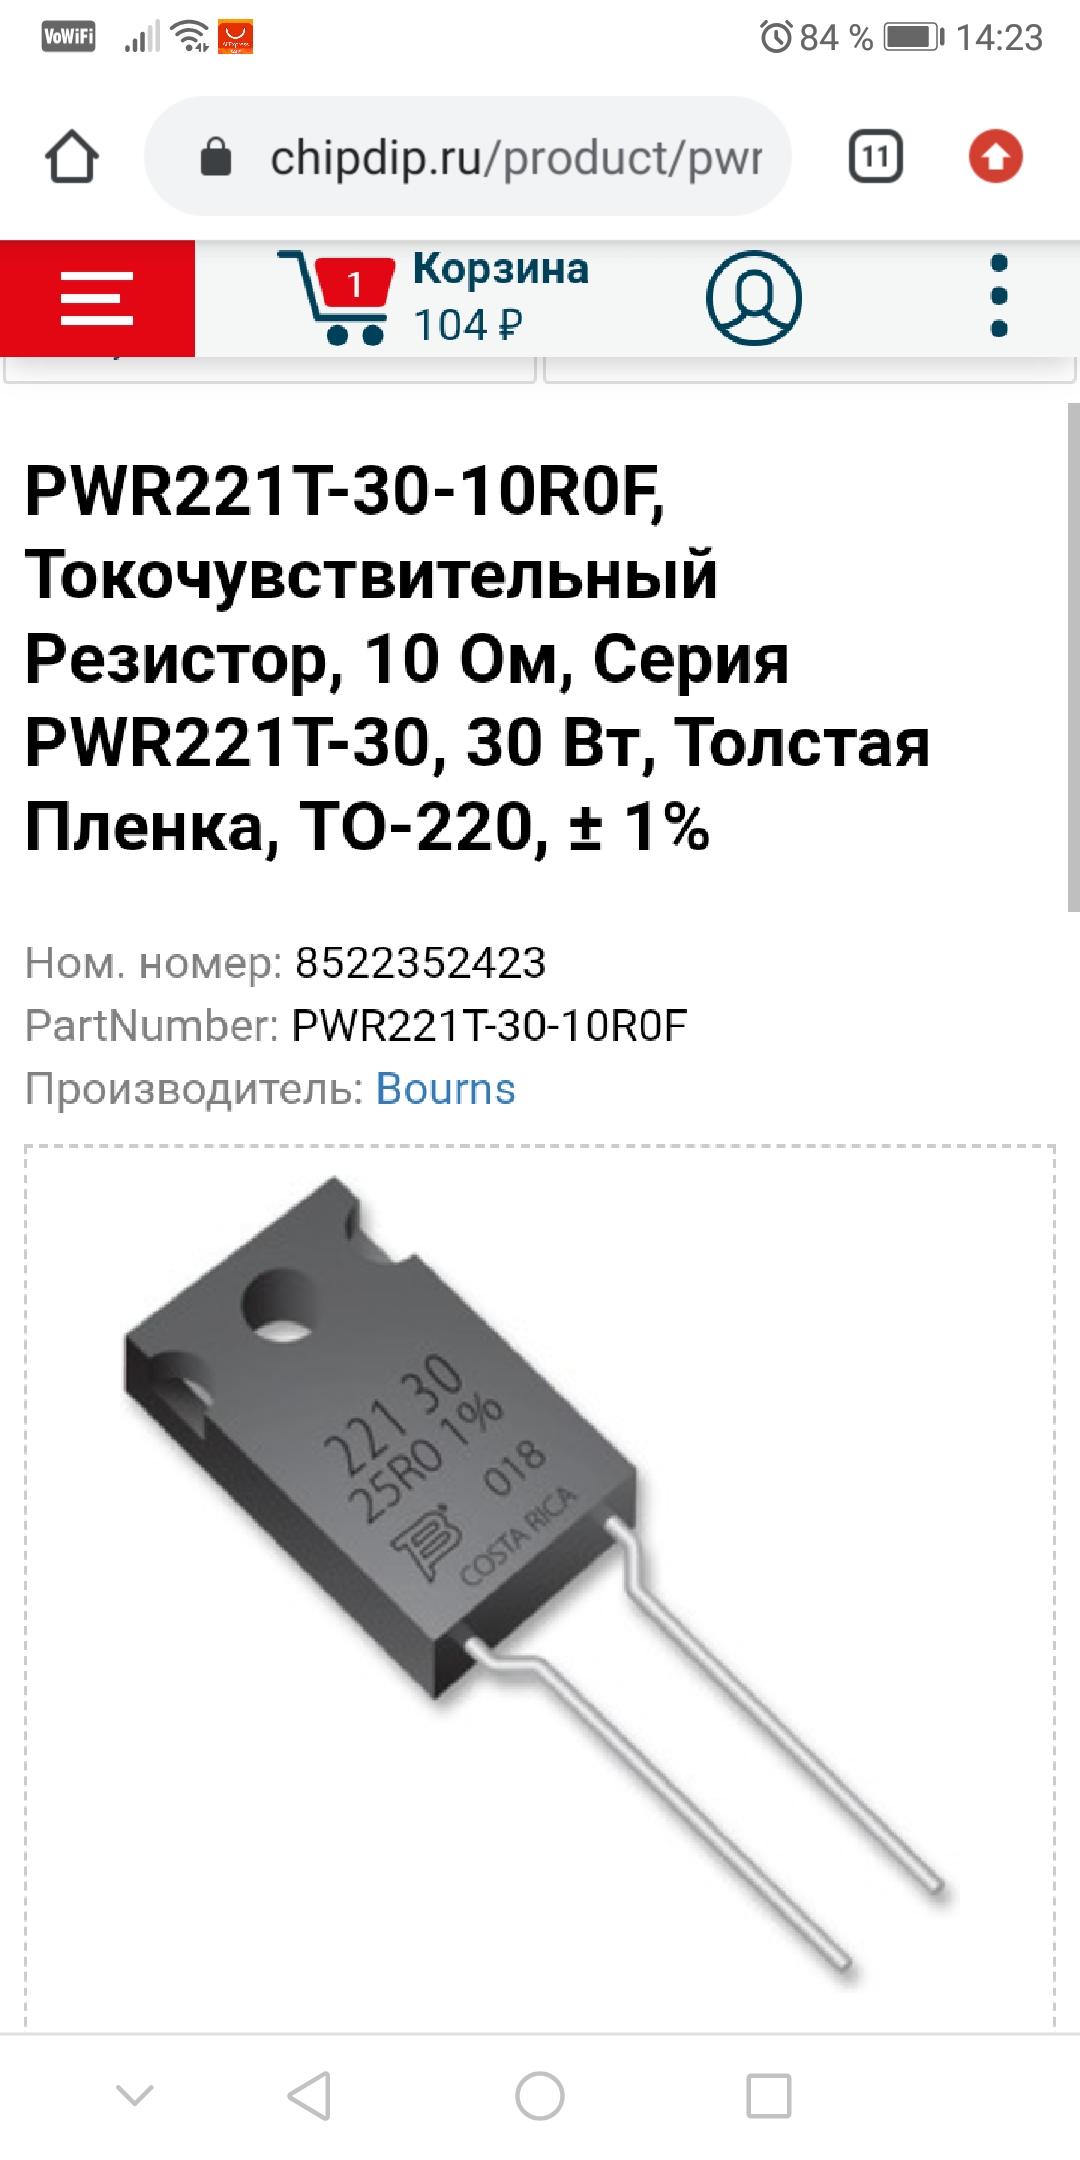 VoWiFi
84 % 14:23
chipdip.ru/product/pwr
11
1
Корзина
104 ₽
PWR221T-30-10R0F,
Токочувствительный
Резистор, 10 Ом, Серия
PWR221T-30, 30 Вт, Толстая
Пленка, TO-220, ± 1%
Ном. номер: 8522352423
PartNumber: PWR221T-30-10R0F
Производитель: Bourns
221 30
25R0 1%
018
COSTA RICA